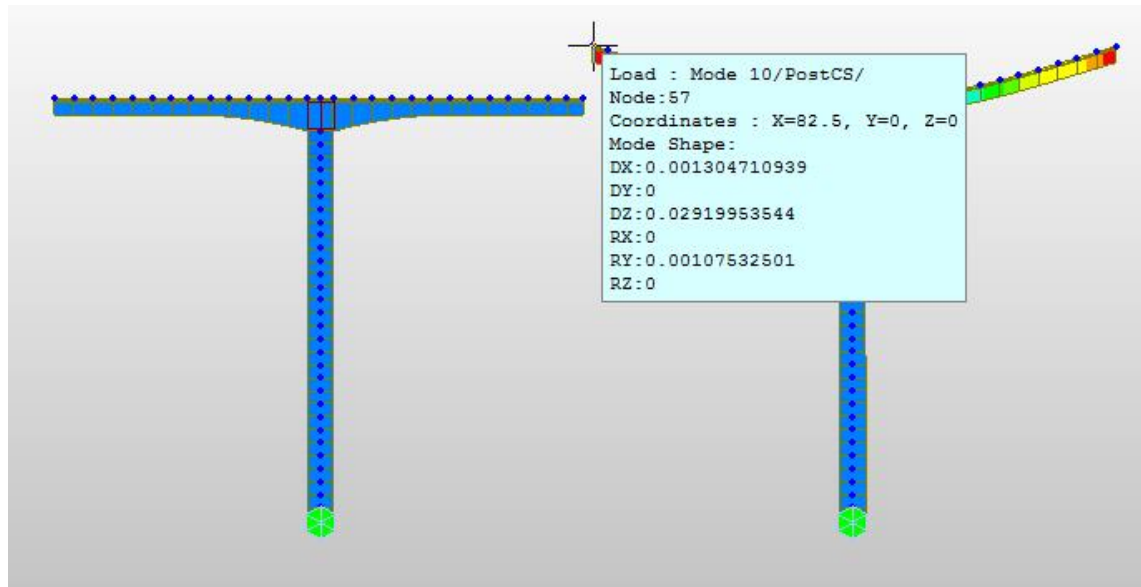 Load : Mode 10/PostCS/
Node:57
Coordinates : X=82.5, Y=0, Z=0
Mode Shape:
DX:0.001304710939
DY:0
DZ:0.02919953544
RX:0
RY:0.00107532501
RZ:0